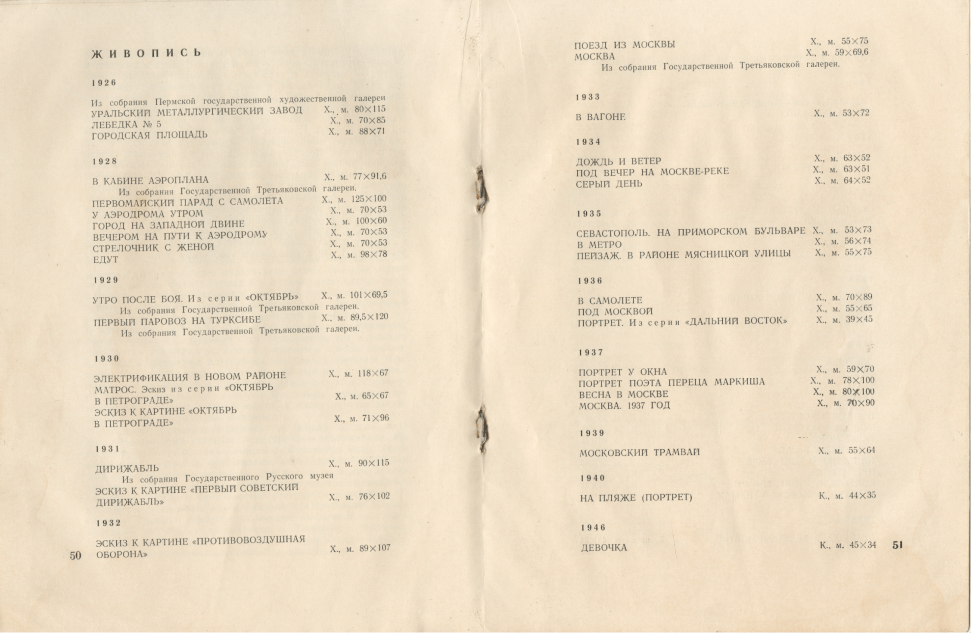 ЖИВОПИСЬ
1926
Из собрания Пермской государственной художественной галереи
УРАЛЬСКИЙ МЕТАЛЛУРГИЧЕСКИЙ ЗАВОД Х., м. 80×115
ЛЕБЕДКА № 5 Х., м. 70×85
ГОРОДСКАЯ ПЛОЩАДЬ Х., м. 88×71
1928
В КАБИНЕ АЭРОПЛАНА Х., м. 77×91,6
Из собрания Государственной Третьяковской галереи.
ПЕРВОМАЙСКИЙ ПАРАД С САМОЛЕТА Х., м. 125×100
У АЭРОДРОМА УТРОМ Х., м. 70×53
ГОРОД НА ЗАПАДНОЙ ДВИНЕ Х., м. 100×60
ВЕЧЕРОМ НА ПУТИ К АЭРОДРОМУ Х., м. 70×53
СТРЕЛОЧНИК С ЖЕНОЙ Х., м. 70×53
ЕДУТ Х., м. 98×78
1929
УТРО ПОСЛЕ БОЯ. Из серии «ОКТЯБРЬ» Х., м. 101×69,5
Из собрания Государственной Третьяковской галереи.
ПЕРВЫЙ ПАРОВОЗ НА ТУРКСИБЕ Х., м. 89,5×120
Из собрания Государственной Третьяковской галереи.
1930
ЭЛЕКТРИФИКАЦИЯ В НОВОМ РАЙОНЕ Х., м. 118×67
МАТРОС. Эскиз из серии «ОКТЯБРЬ
В ПЕТРОГРАДЕ» Х., м. 65×67
ЭСКИЗ К КАРТИНЕ «ОКТЯБРЬ
В ПЕТРОГРАДЕ» Х., м. 71×96
1931
ДИРИЖАБЛЬ Х., м. 90×115
Из собрания Государственного Русского музея
ЭСКИЗ К КАРТИНЕ «ПЕРВЫЙ СОВЕТСКИЙ
ДИРИЖАБЛЬ» Х., м. 76×102
1932
ЭСКИЗ К КАРТИНЕ «ПРОТИВОВОЗДУШНАЯ
ОБОРОНА» Х., м. 89×107
50
ПОЕЗД ИЗ МОСКВЫ Х., м. 55×75
МОСКВА Х., м. 59×69,6
Из собрания Государственной Третьяковской галереи.
1933
В ВАГОНЕ Х., м. 53×72
1934
ДОЖДЬ И ВЕТЕР Х., м. 63×52
ПОД ВЕЧЕР НА МОСКВЕ-РЕКЕ Х., м. 63×51
СЕРЫЙ ДЕНЬ Х., м. 64×52
1935
СЕВАСТОПОЛЬ. НА ПРИМОРСКОМ БУЛЬВАРЕ Х., м. 53×73
В МЕТРО Х., м. 56×74
ПЕЙЗАЖ. В РАЙОНЕ МЯСНИЦКОЙ УЛИЦЫ Х., м. 55×75
1936
В САМОЛЕТЕ Х., м. 70×89
ПОД МОСКВОЙ Х., м. 55×65
ПОРТРЕТ. Из серии «ДАЛЬНИЙ ВОСТОК» Х., м. 39×45
1937
ПОРТРЕТ У ОКНА Х., м. 59×70
ПОРТРЕТ ПОЭТА ПЕРЕЦА МАРКИША Х., м. 78×100
ВЕСНА В МОСКВЕ Х., м. 80×100
МОСКВА. 1937 ГОД Х., м. 70×90
1939
МОСКОВСКИЙ ТРАМВАЙ Х., м. 55×64
1940
НА ПЛЯЖЕ (ПОРТРЕТ) К., м. 44×35
1946
ДЕВОЧКА К., м. 45×34
51